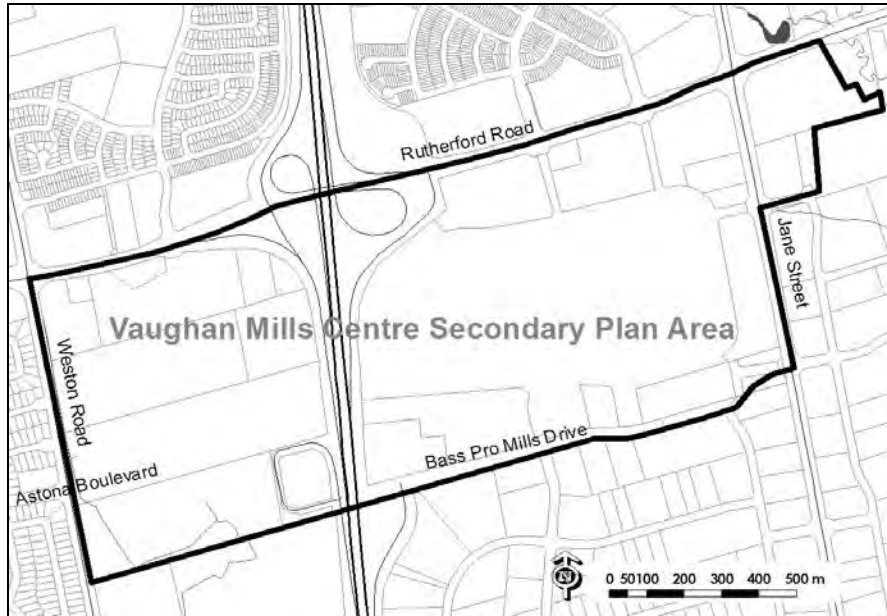 Rutherford Road
Jane Street
Vaughan Mills Centre Secondary Plan Area
Weston Road
Bass Pro Mills Drive
Astona Boulevard
N
0 50100 200 300 400 500 m